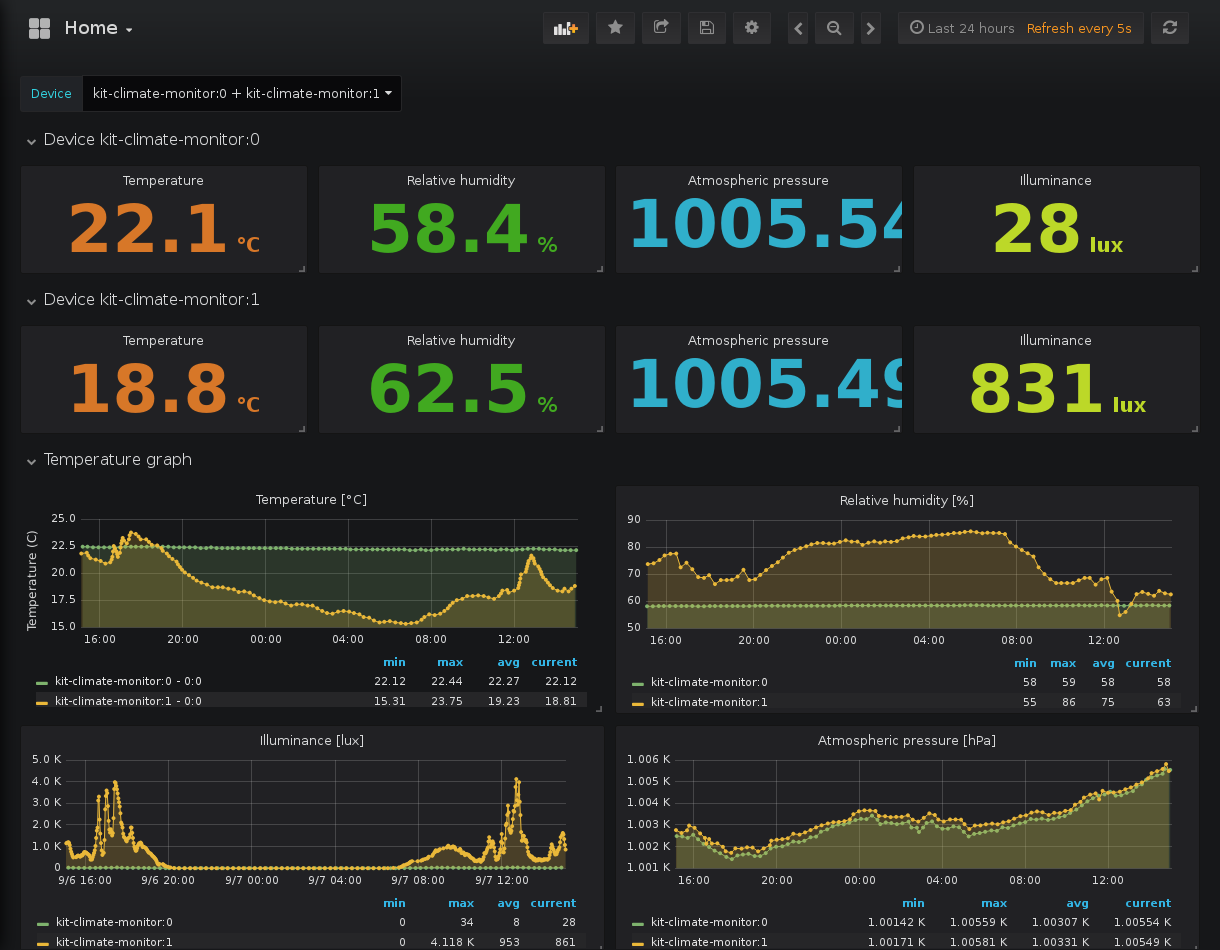 Home
Last 24 hours Refresh every 5s
Device kit-climate-monitor:0 + kit-climate-monitor:1
Device kit-climate-monitor:0
Temperature Relative humidity Atmospheric pressure Illuminance
22.1 °C 58.4 % 1005.54 28 lux
Device kit-climate-monitor:1
Temperature Relative humidity Atmospheric pressure Illuminance
18.8 °C 62.5 % 1005.49 831 lux
Temperature graph
Temperature [°C]
Temperature (C)
25.0
22.5
20.0
17.5
15.0
16:00 20:00 00:00 04:00 08:00 12:00
min max avg current
kit-climate-monitor:0 - 0:0 22.12 22.44 22.27 22.12
kit-climate-monitor:1 - 0:0 15.31 23.75 19.23 18.81
Relative humidity [%]
90
80
70
60
50
16:00 20:00 00:00 04:00 08:00 12:00
min max avg current
kit-climate-monitor:0 58 59 58 58
kit-climate-monitor:1 55 86 75 63
Illuminance [lux]
5.0 K
4.0 K
3.0 K
2.0 K
1.0 K
0
9/6 16:00 9/6 20:00 9/7 00:00 9/7 04:00 9/7 08:00 9/7 12:00
min max avg current
kit-climate-monitor:0 0 34 8 28
kit-climate-monitor:1 0 4.118 K 953 861
Atmospheric pressure [hPa]
1.006 K
1.005 K
1.004 K
1.003 K
1.002 K
1.001 K
16:00 20:00 00:00 04:00 08:00 12:00
min max avg current
kit-climate-monitor:0 1.00142 K 1.00559 K 1.00307 K 1.00554 K
kit-climate-monitor:1 1.00171 K 1.00581 K 1.00331 K 1.00549 K